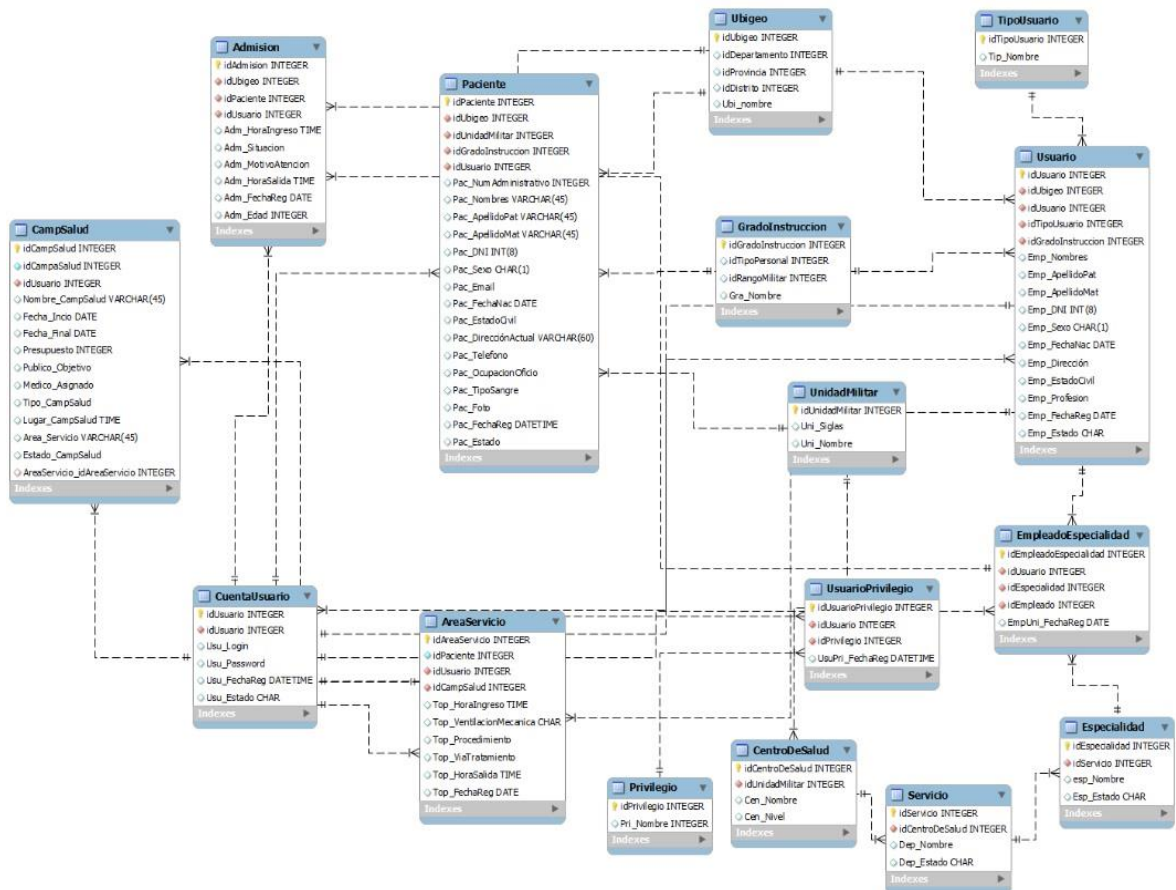 Admision
idAdmision INTEGER
idUbigeo INTEGER
idPaciente INTEGER
idUsuario INTEGER
Adm_HoraIngreso TIME
Adm_Situacion
Adm_MotivoAtencion
Adm_HoraSalida TIME
Adm_FechaReg DATE
Adm_Edad INTEGER
Indexes
Paciente
idPaciente INTEGER
idUbigeo INTEGER
idUnidadMilitar INTEGER
idGradoInstruccion INTEGER
idUsuario INTEGER
Pac_NumAdministrativo INTEGER
Pac_Nombres VARCHAR(45)
Pac_ApellidoPat VARCHAR(45)
Pac_ApellidoMat VARCHAR(45)
Pac_DNI INT(8)
Pac_Sexo CHAR(1)
Pac_Email
Pac_FechaNac DATE
Pac_EstadoCivil
Pac_DirecciónActual VARCHAR(60)
Pac_Telefono
Pac_OcupacionOficio
Pac_TipoSangre
Pac_Foto
Pac_FechaReg DATETIME
Pac_Estado
Indexes
Ubigeo
idUbigeo INTEGER
idDepartamento INTEGER
idProvincia INTEGER
idDistrito INTEGER
Ubi_nombre
Indexes
TipoUsuario
idTipoUsuario INTEGER
Tip_Nombre
Indexes
Usuario
idUsuario INTEGER
idUbigeo INTEGER
idUsuario INTEGER
idTipoUsuario INTEGER
idGradoInstruccion INTEGER
Emp_Nombres
Emp_ApellidoPat
Emp_ApellidoMat
Emp_DNI INT(8)
Emp_Sexo CHAR(1)
Emp_FechaNac DATE
Emp_Dirección
Emp_EstadoCivil
Emp_Profesion
Emp_FechaReg DATE
Emp_Estado CHAR
Indexes
CampSalud
idCampSalud INTEGER
idCampaSalud INTEGER
idUsuario INTEGER
Nombre_CampSalud VARCHAR(45)
Fecha_Incio DATE
Fecha_Final DATE
Presupuesto INTEGER
Publico_Objetivo
Medico_Asignado
Tipo_CampSalud
Lugar_CampSalud TIME
Area_Servicio VARCHAR(45)
Estado_CampSalud
AreaServicio_idAreaServicio INTEGER
Indexes
GradoInstruccion
idGradoInstruccion INTEGER
idTipoPersonal INTEGER
idRangoMilitar INTEGER
Gra_Nombre
Indexes
UnidadMilitar
idUnidadMilitar INTEGER
Uni_Siglas
Uni_Nombre
Indexes
EmpleadoEspecialidad
idEmpleadoEspecialidad INTEGER
idUsuario INTEGER
idEspecialidad INTEGER
idEmpleado INTEGER
EmpUni_FechaReg DATE
Indexes
CuentaUsuario
idUsuario INTEGER
idUsuario INTEGER
Usu_Login
Usu_Password
Usu_FechaReg DATETIME
Usu_Estado CHAR
Indexes
AreaServicio
idAreaServicio INTEGER
idPaciente INTEGER
idUsuario INTEGER
idCampSalud INTEGER
Top_HoraIngreso TIME
Top_VentilacionMecanica CHAR
Top_Procedimiento
Top_ViaTratamiento
Top_HoraSalida TIME
Top_FechaReg DATE
Indexes
UsuarioPrivilegio
idUsuarioPrivilegio INTEGER
idUsuario INTEGER
idPrivilegio INTEGER
UsuPri_FechaReg DATETIME
Indexes
Privilegio
idPrivilegio INTEGER
Pri_Nombre INTEGER
Indexes
CentroDeSalud
idCentroDeSalud INTEGER
idUnidadMilitar INTEGER
Cen_Nombre
Cen_Nivel
Indexes
Servicio
idServicio INTEGER
idCentroDeSalud INTEGER
Dep_Nombre
Dep_Estado CHAR
Indexes
Especialidad
idEspecialidad INTEGER
idServicio INTEGER
esp_Nombre
Esp_Estado CHAR
Indexes